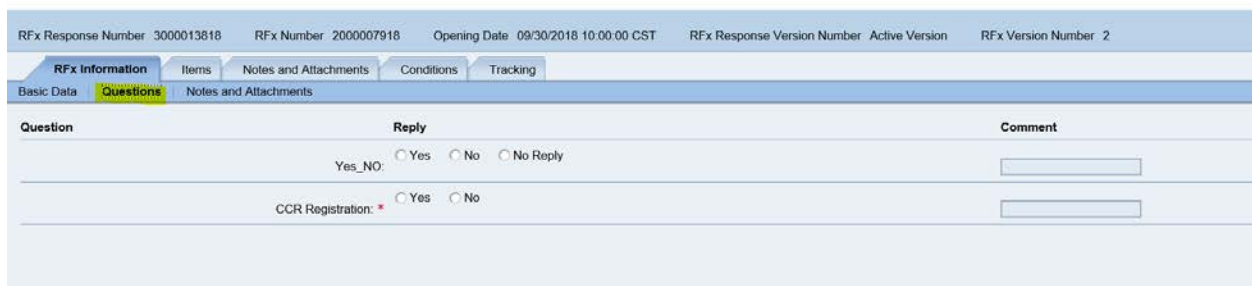 RFx Response Number 3000013818 RFx Number 2000007918 Opening Date 09/30/2018 10:00:00 CST RFx Response Version Number Active Version RFx Version Number 2
RFx Information Items Notes and Attachments Conditions Tracking
Basic Data Questions Notes and Attachments
Question Reply Comment
Yes_NO: Yes No No Reply
CCR Registration: * Yes No